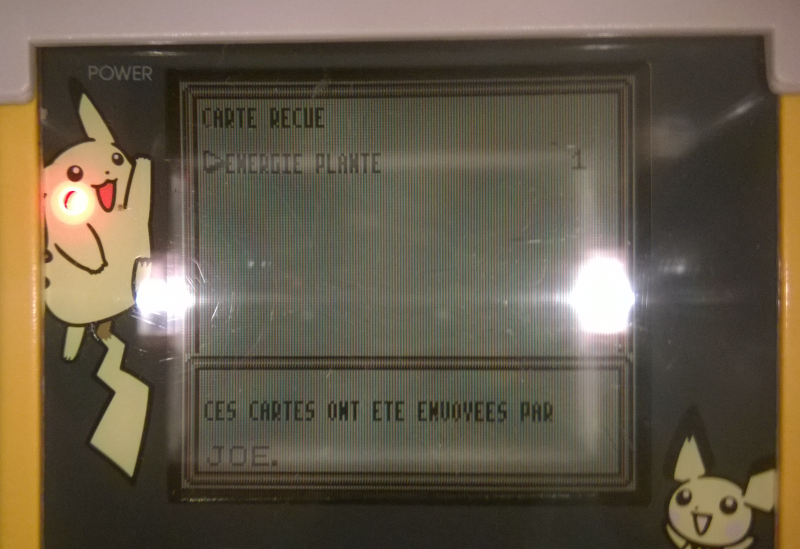 POWER
CARTE RECUE
ENERGIE PLANTE 1
CES CARTES ONT ETE ENVOYEES PAR
JOE.